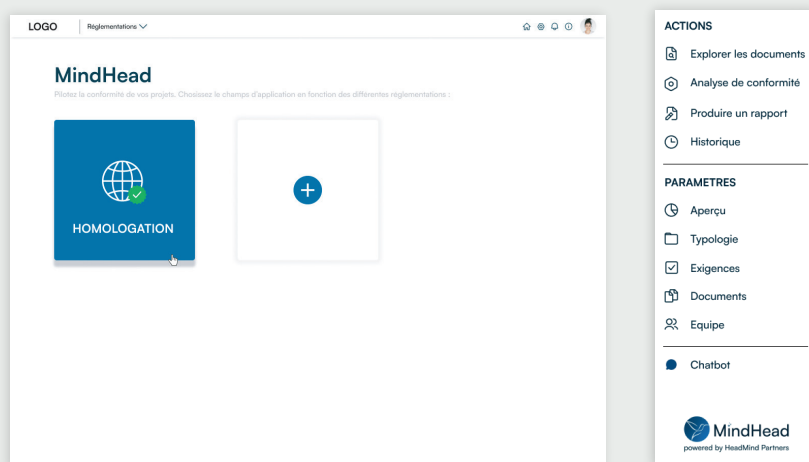 LOGO
Réglementations
MindHead
Pilotez la conformité de vos projets. Choisissez le champs d'application en fonction des différentes réglementations :
HOMOLOGATION
ACTIONS
Explorer les documents
Analyse de conformité
Produire un rapport
Historique
PARAMETRES
Aperçu
Typologie
Exigences
Documents
Equipe
Chatbot
MindHead
powered by HeadMind Partners